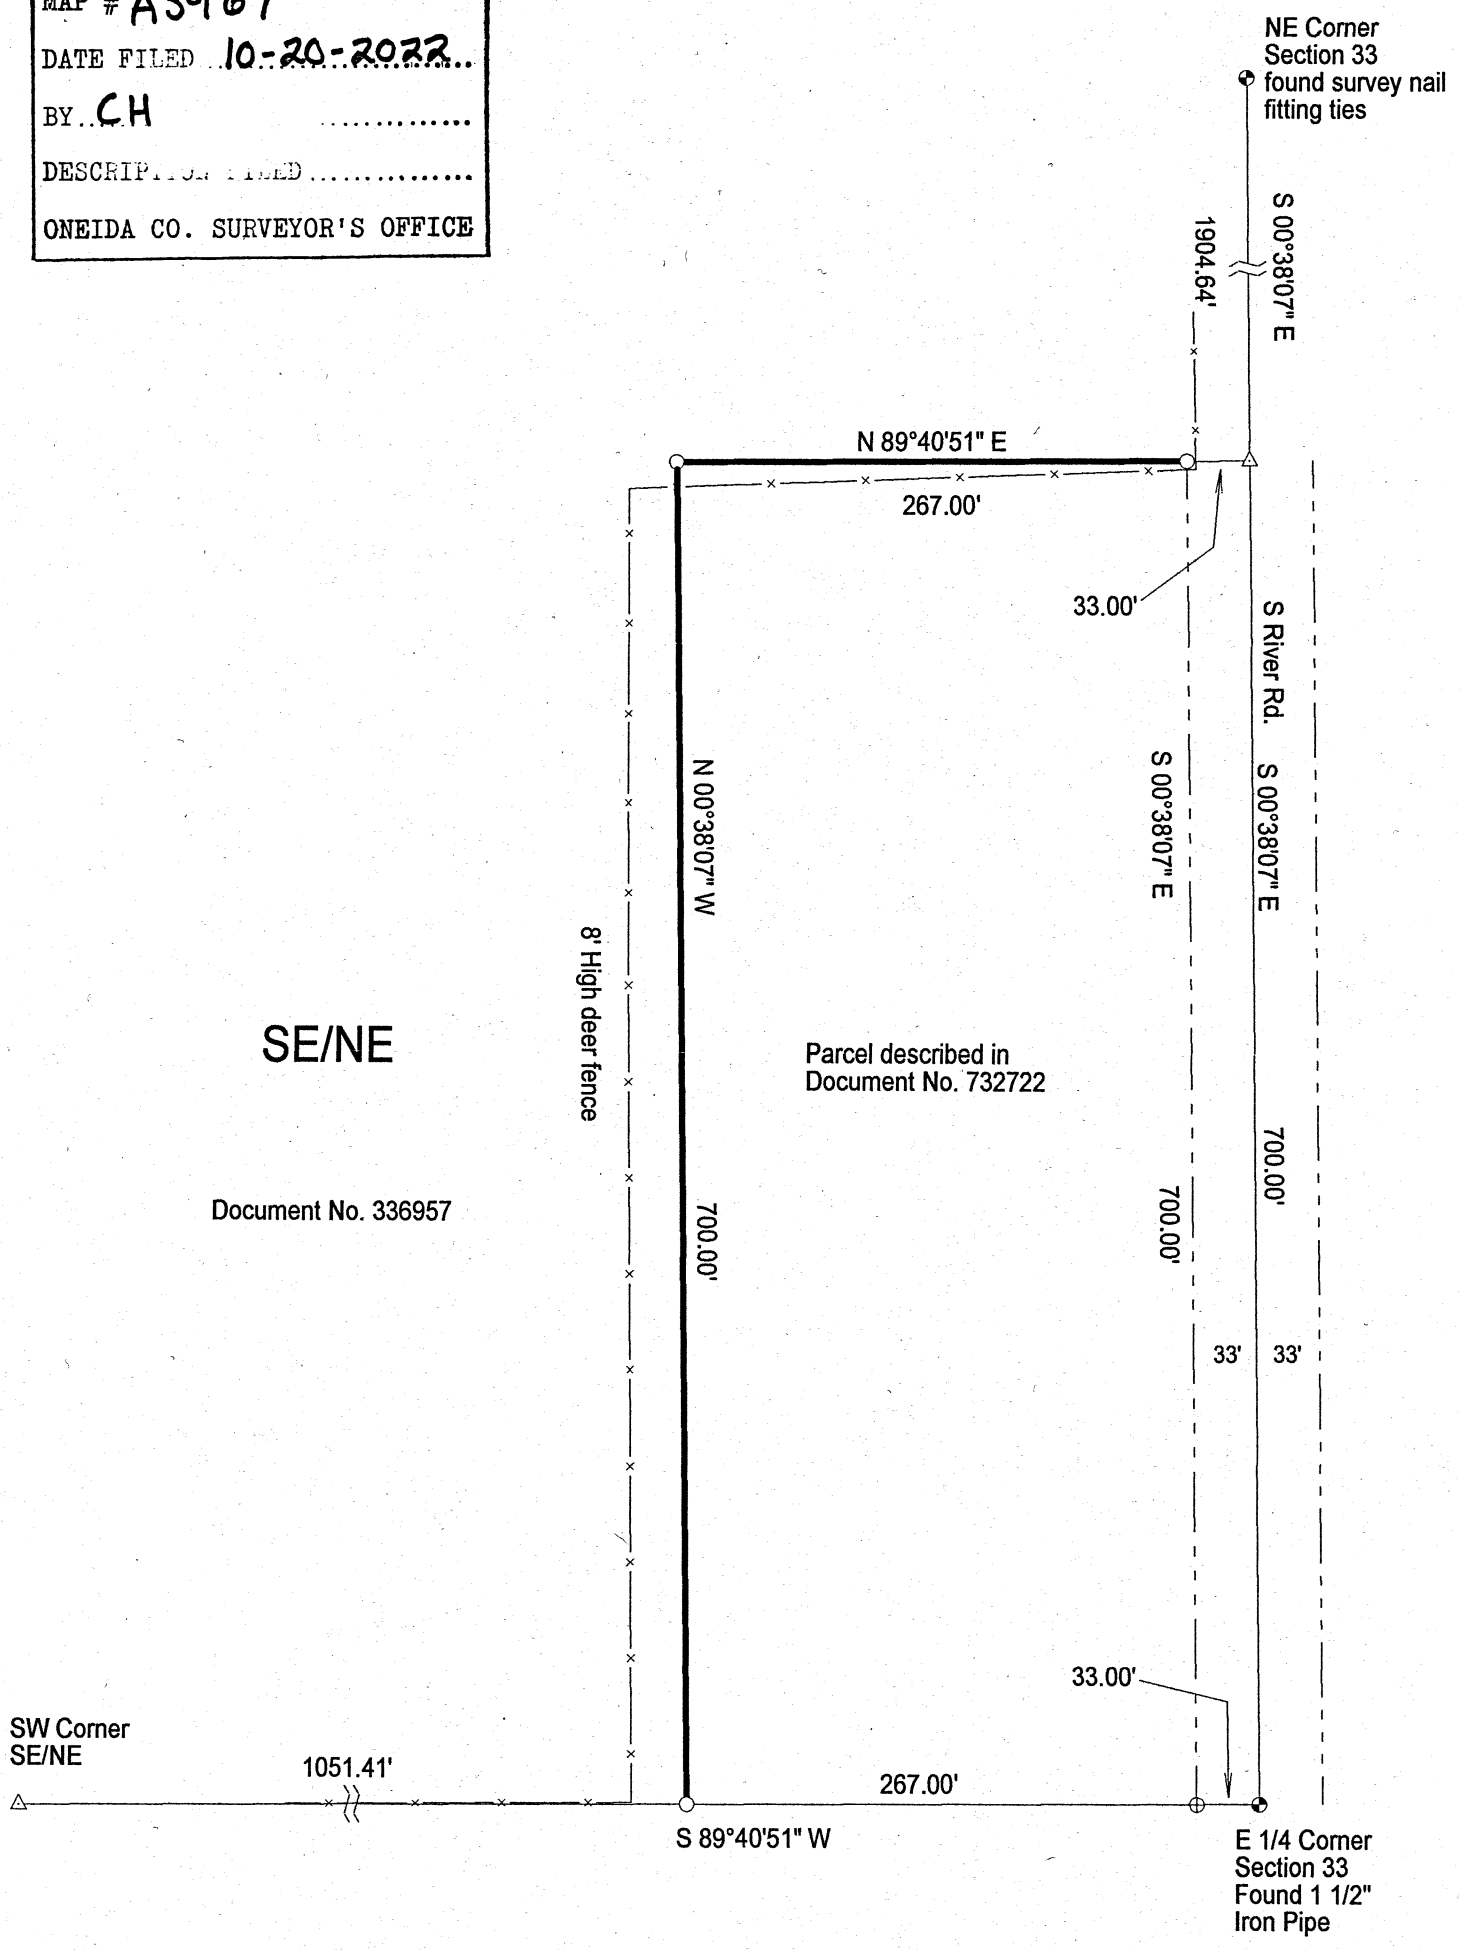 MAP #
DATE FILED 10-20-2022
BY CH
FILED
ONEIDA CO. SURVEYOR'S OFFICE
NE Corner
Section 33
found survey nail
fitting ties
S 00°38'07" E
1904.64'
N 89°40'51" E
267.00'
33.00'
S River Rd.
S 00°38'07" E
S 00°38'07" E
N 00°38'07" W
8' High deer fence
SE/NE
Parcel described in
Document No. 732722
Document No. 336957
700.00'
700.00'
700.00'
33'
33'
33.00'
SW Corner
SE/NE
1051.41'
267.00'
S 89°40'51" W
E 1/4 Corner
Section 33
Found 1 1/2"
Iron Pipe